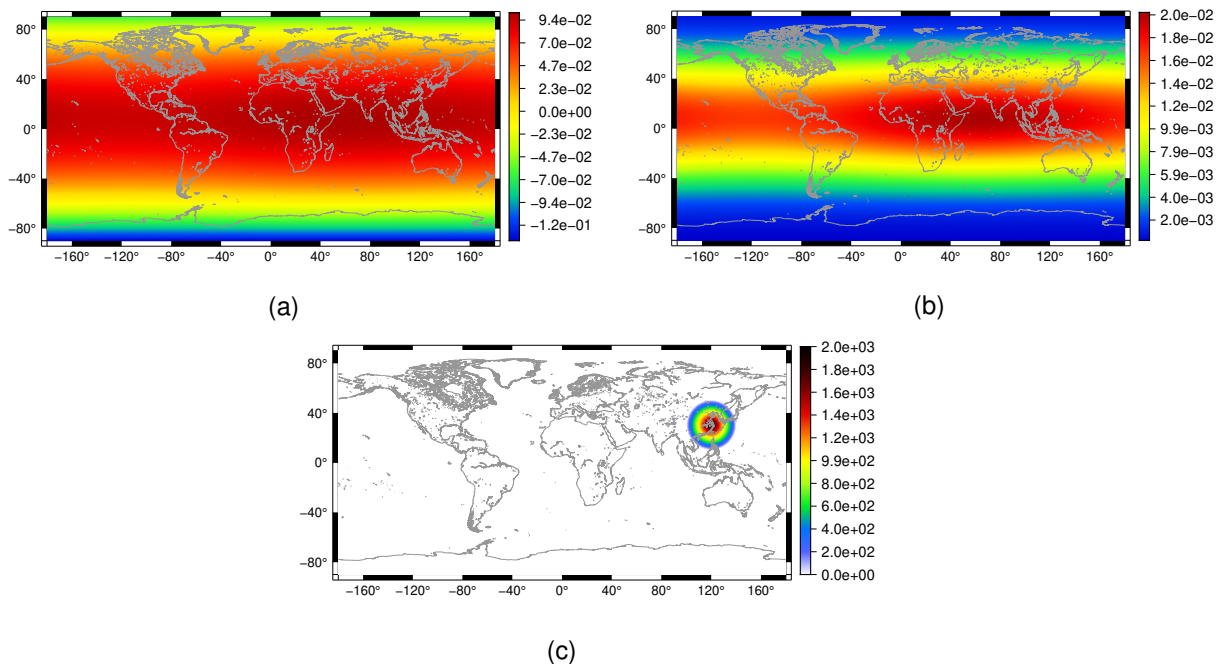 80°
40°
0°
−40°
−80°
−160° −120° −80° −40° 0° 40° 80° 120° 160°
9.4e−02
7.0e−02
4.7e−02
2.3e−02
0.0e+00
−2.3e−02
−4.7e−02
−7.0e−02
−1.2e−01
(a)
80°
40°
0°
−40°
−80°
−160° −120° −80° −40° 0° 40° 80° 120° 160°
2.0e−02
1.8e−02
1.6e−02
1.4e−02
1.2e−02
9.9e−03
7.9e−03
5.9e−03
4.0e−03
2.0e−03
(b)
80°
40°
0°
−40°
−80°
−160° −120° −80° −40° 0° 40° 80° 120° 160°
2.0e+03
1.8e+03
1.6e+03
1.4e+03
1.2e+03
9.9e+02
8.0e+02
6.0e+02
4.0e+02
2.0e+02
0.0e+00
(c)